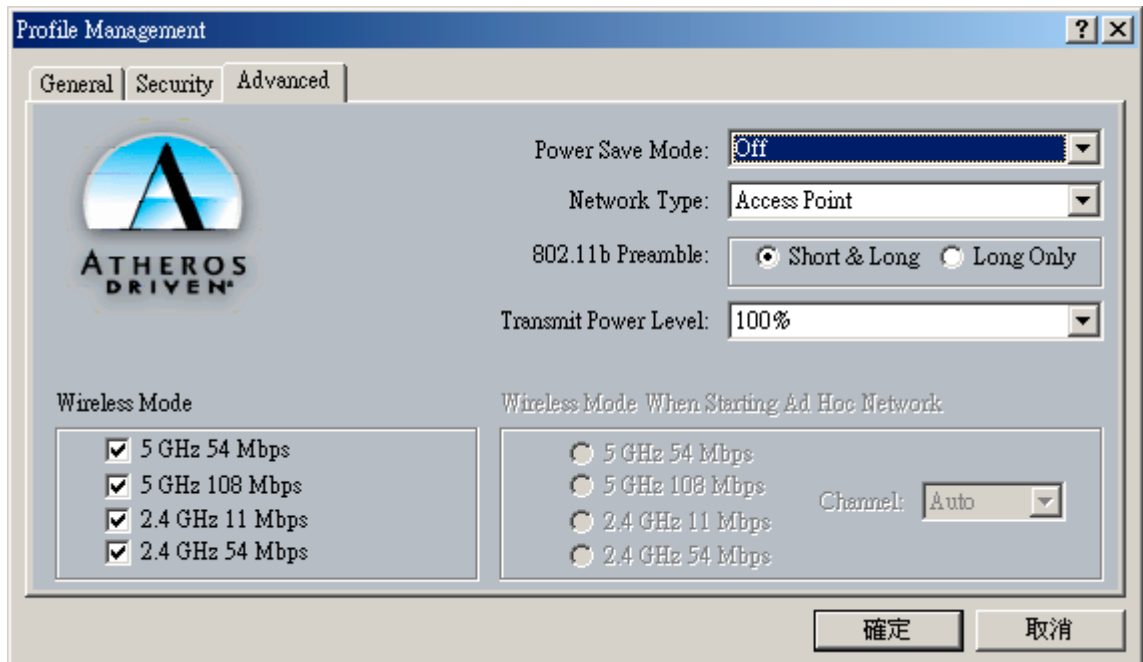 Profile Management
General Security Advanced
ATHEROS
DRIVEN
Power Save Mode: Off
Network Type: Access Point
802.11b Preamble: Short & Long Long Only
Transmit Power Level: 100%
Wireless Mode
5 GHz 54 Mbps
5 GHz 108 Mbps
2.4 GHz 11 Mbps
2.4 GHz 54 Mbps
Wireless Mode When Starting Ad Hoc Network
5 GHz 54 Mbps
5 GHz 108 Mbps
2.4 GHz 11 Mbps
2.4 GHz 54 Mbps
Channel: Auto
確定 取消